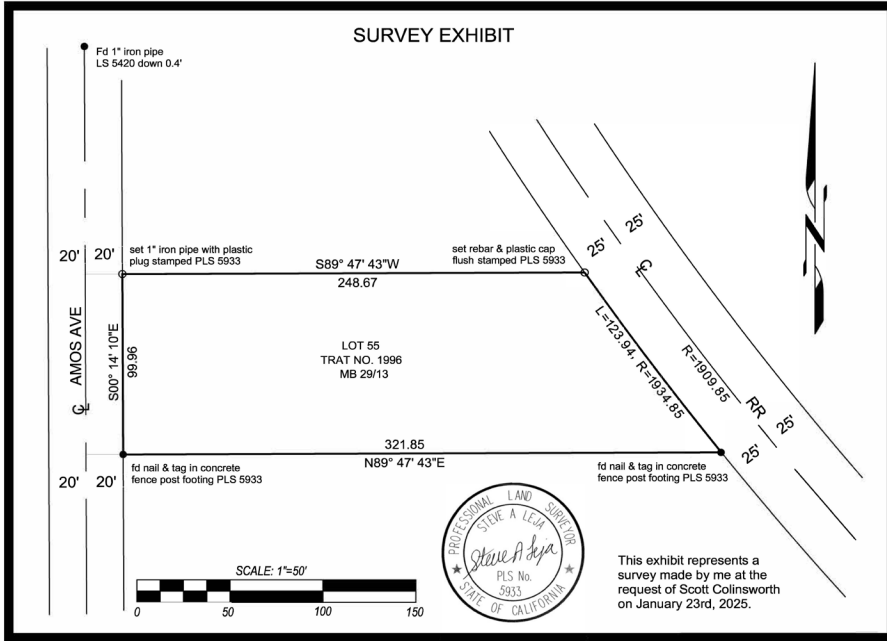 SURVEY EXHIBIT
Fd 1" iron pipe
LS 5420 down 0.4'
25'
25'
20'
20'
set 1" iron pipe with plastic
plug stamped PLS 5933
set rebar & plastic cap
flush stamped PLS 5933
S89° 47' 43"W
248.67
AMOS AVE
S00° 14' 10"E
99.96
LOT 55
TRAT NO. 1996
MB 29/13
L=123.94, R=1934.85
R=1909.85
RR
25'
25'
321.85
N89° 47' 43"E
20'
20'
fd nail & tag in concrete
fence post footing PLS 5933
fd nail & tag in concrete
fence post footing PLS 5933
PROFESSIONAL LAND SURVEYOR
STEVE A LEJA
Steve A Leja
PLS No.
5933
STATE OF CALIFORNIA
SCALE: 1"=50'
0 50 100 150
This exhibit represents a
survey made by me at the
request of Scott Colinsworth
on January 23rd, 2025.